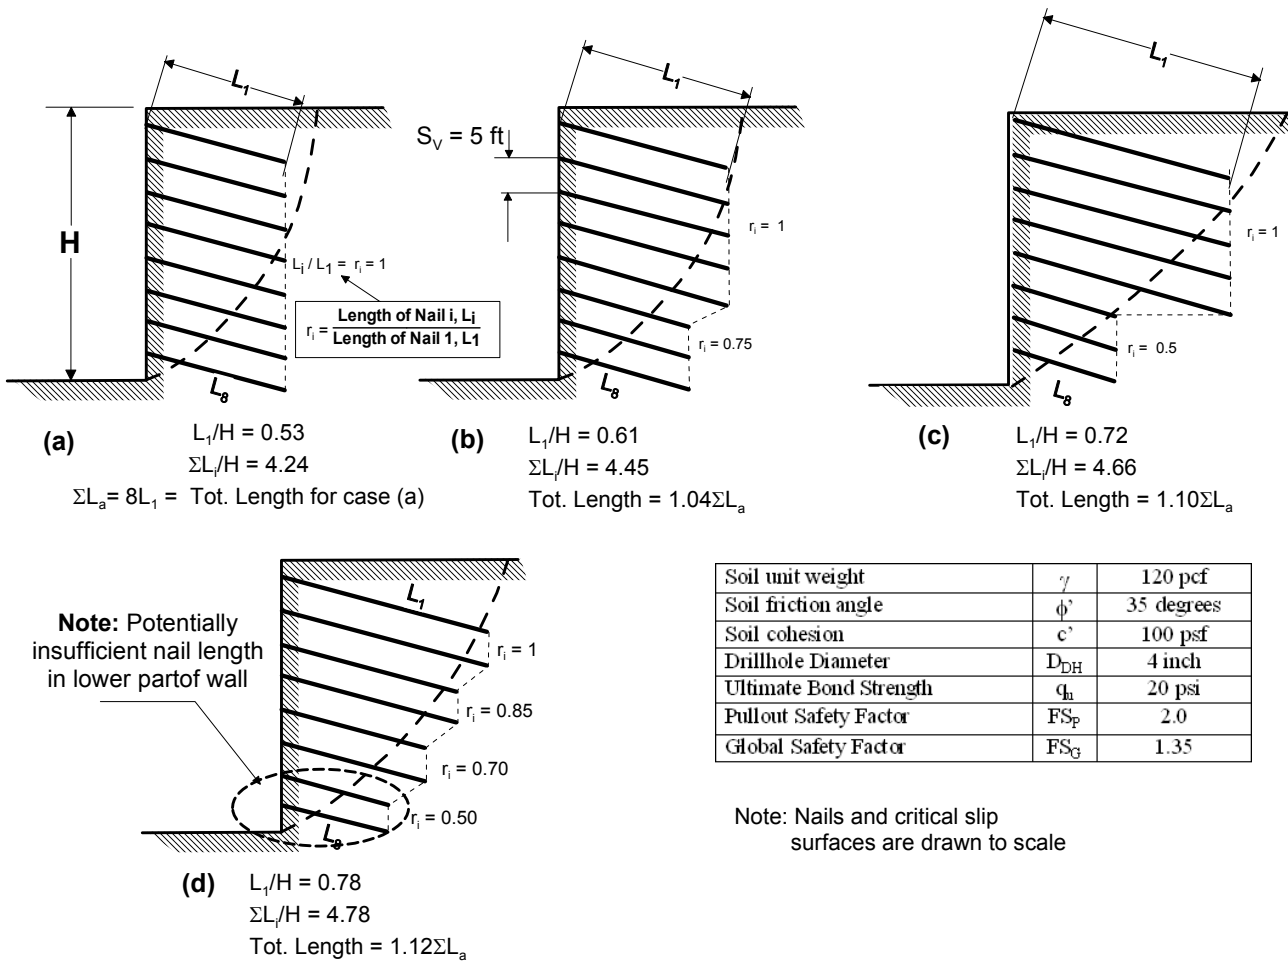 L₁
H
Lᵢ / L₁ = rᵢ = 1
rᵢ = Length of Nail i, Lᵢ
Length of Nail 1, L₁
L₈
(a)
L₁/H = 0.53
ΣLᵢ/H = 4.24
ΣLₐ= 8L₁ = Tot. Length for case (a)
L₁
S_V = 5 ft
rᵢ = 1
rᵢ = 0.75
L₈
(b)
L₁/H = 0.61
ΣLᵢ/H = 4.45
Tot. Length = 1.04ΣLₐ
L₁
rᵢ = 1
rᵢ = 0.5
L₈
(c)
L₁/H = 0.72
ΣLᵢ/H = 4.66
Tot. Length = 1.10ΣLₐ
Note: Potentially
insufficient nail length
in lower partof wall
L₁
rᵢ = 1
rᵢ = 0.85
rᵢ = 0.70
rᵢ = 0.50
L₈
(d)
L₁/H = 0.78
ΣLᵢ/H = 4.78
Tot. Length = 1.12ΣLₐ
Soil unit weight γ 120 pcf
Soil friction angle ϕ' 35 degrees
Soil cohesion c' 100 psf
Drillhole Diameter D_DH 4 inch
Ultimate Bond Strength qᵤ 20 psi
Pullout Safety Factor FS_P 2.0
Global Safety Factor FS_G 1.35
Note: Nails and critical slip
surfaces are drawn to scale